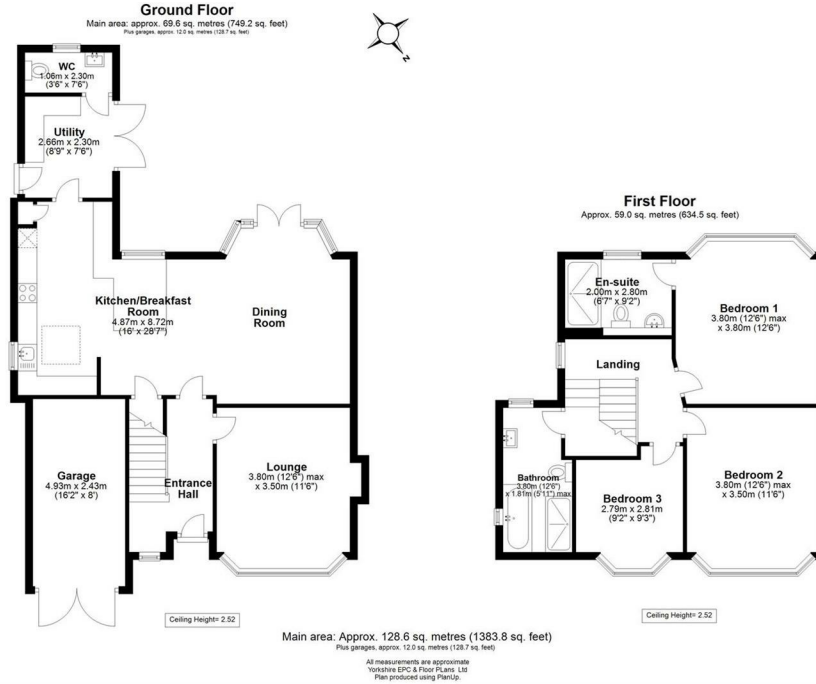 Ground Floor
Main area: approx. 69.6 sq. metres (749.2 sq. feet)
Plus garages, approx. 12.0 sq. metres (128.7 sq. feet)
N
WC
1.06m x 2.30m
(3'6" x 7'6")
Utility
2.66m x 2.30m
(8'9" x 7'6")
Kitchen/Breakfast
Room
4.87m x 8.72m
(16' x 28'7")
Dining
Room
Garage
4.93m x 2.43m
(16'2" x 8')
Entrance
Hall
Lounge
3.80m (12'6") max
x 3.50m (11'6")
Ceiling Height= 2.52
First Floor
Approx. 59.0 sq. metres (634.5 sq. feet)
En-suite
2.00m x 2.80m
(6'7" x 9'2")
Bedroom 1
3.80m (12'6") max
x 3.80m (12'6")
Landing
Bathroom
3.80m (12'6")
x 1.81m (5'11") max
Bedroom 3
2.79m x 2.81m
(9'2" x 9'3")
Bedroom 2
3.80m (12'6") max
x 3.50m (11'6")
Ceiling Height= 2.52
Main area: Approx. 128.6 sq. metres (1383.8 sq. feet)
Plus garages, approx. 12.0 sq. metres (128.7 sq. feet)
All measurements are approximate
Yorkshire EPC & Floor PLans Ltd
Plan produced using PlanUp.